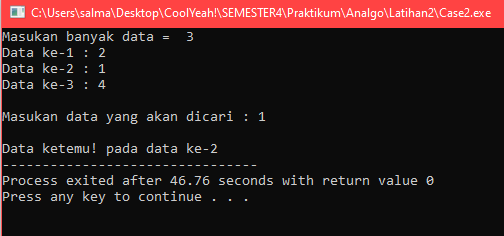 C:\Users\salma\Desktop\CoolYeah!\SEMESTER4\Praktikum\Analgo\Latihan2\Case2.exe
Masukan banyak data =  3
Data ke-1 : 2
Data ke-2 : 1
Data ke-3 : 4
Masukan data yang akan dicari : 1
Data ketemu! pada data ke-2
--------------------------------
Process exited after 46.76 seconds with return value 0
Press any key to continue . . .